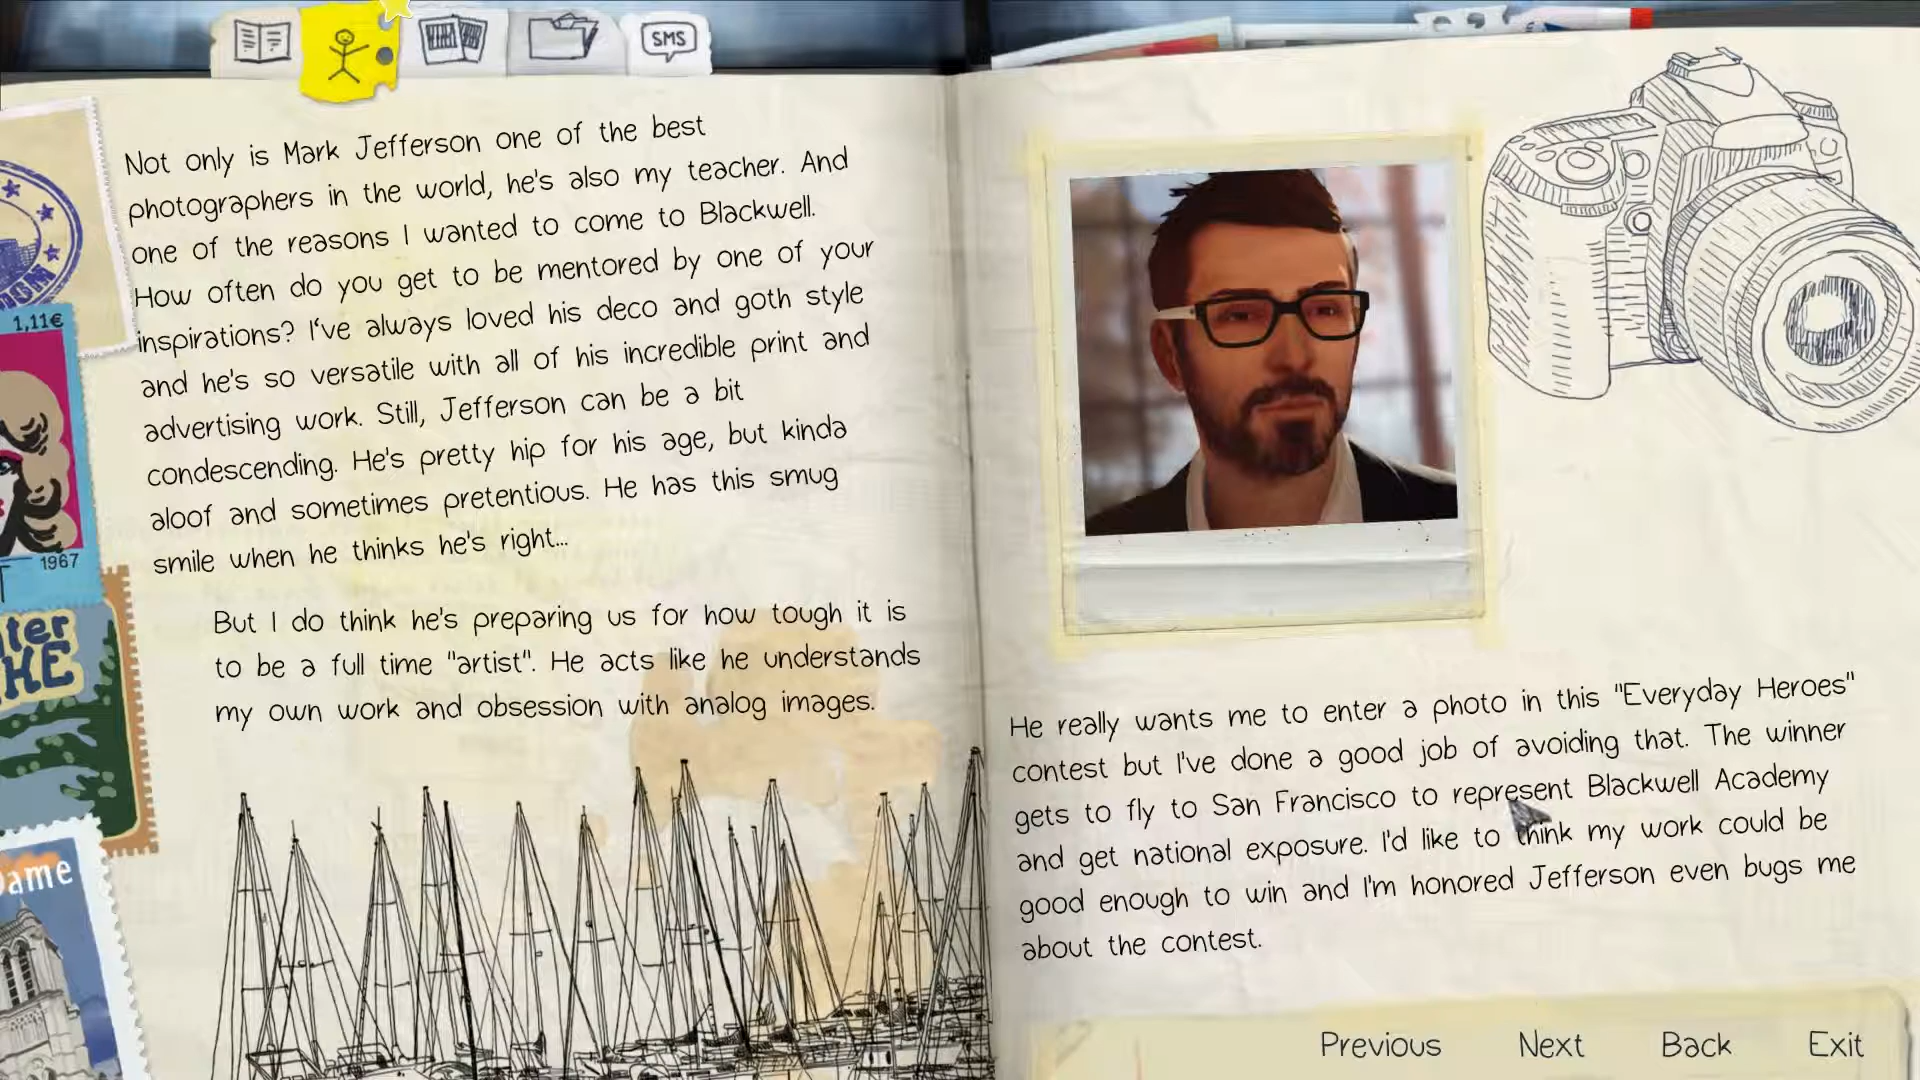 SMS
Not only is Mark Jefferson one of the best
photographers in the world, he's also my teacher. And
one of the reasons I wanted to come to Blackwell.
How often do you get to be mentored by one of your
inspirations? I've always loved his deco and goth style
and he's so versatile with all of his incredible print and
advertising work. Still, Jefferson can be a bit
condescending. He's pretty hip for his age, but kinda
aloof and sometimes pretentious. He has this smug
smile when he thinks he's right...
But I do think he's preparing us for how tough it is
to be a full time "artist". He acts like he understands
my own work and obsession with analog images.
1,11€
1967
He really wants me to enter a photo in this "Everyday Heroes"
contest but I've done a good job of avoiding that. The winner
gets to fly to San Francisco to represent Blackwell Academy
and get national exposure. I'd like to think my work could be
good enough to win and I'm honored Jefferson even bugs me
about the contest.
Previous Next Back Exit